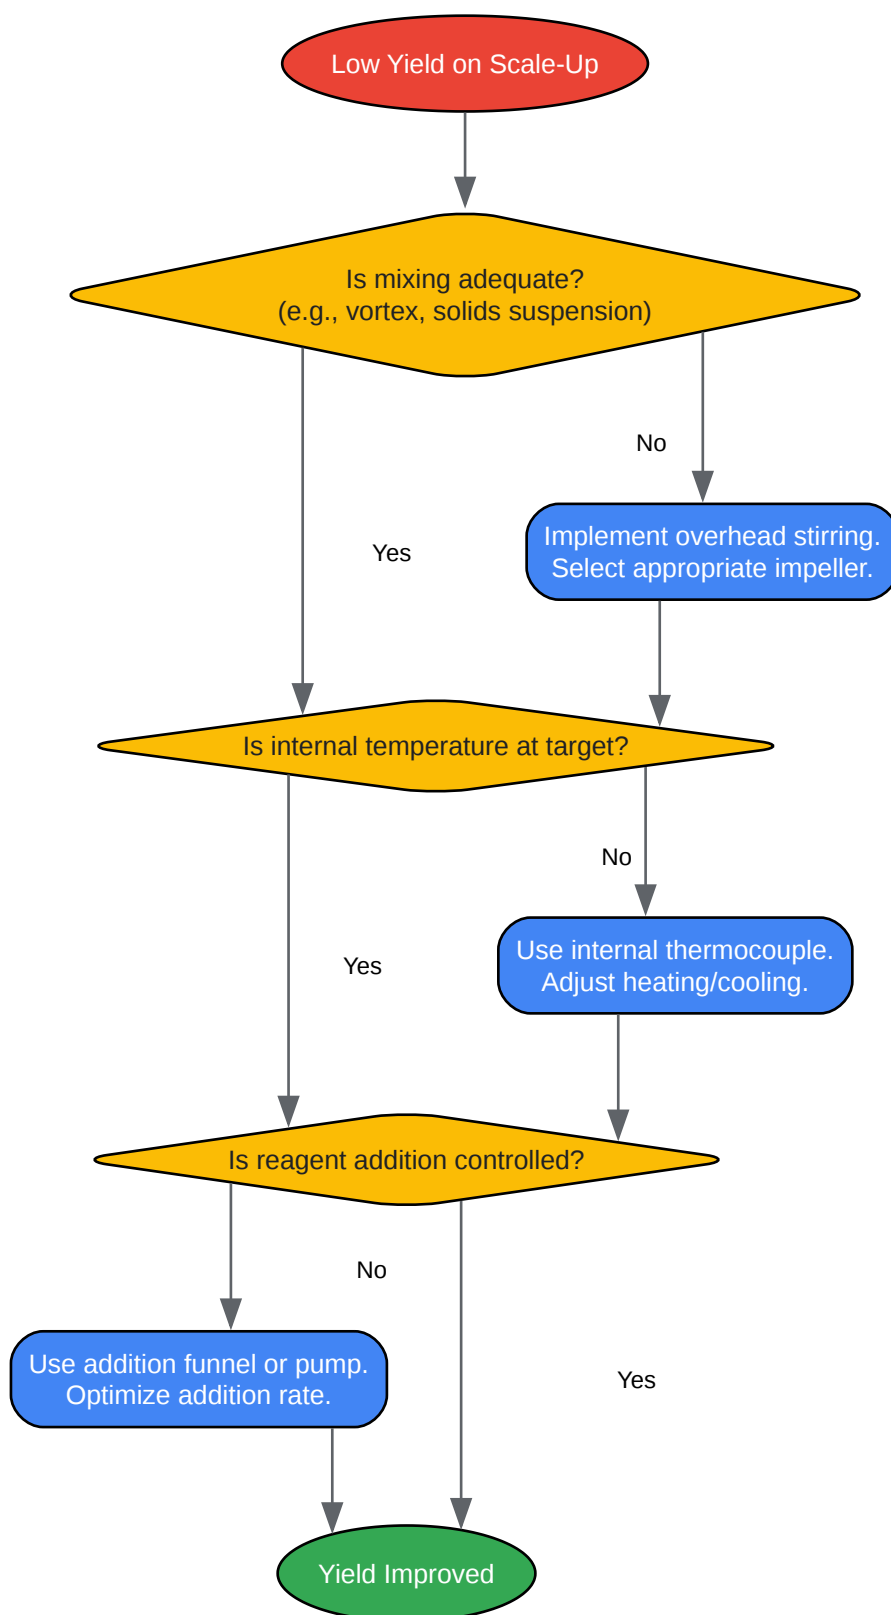 Low Yield on Scale-Up
Is mixing adequate?
(e.g., vortex, solids suspension)
No
Implement overhead stirring.
Select appropriate impeller.
Yes
Is internal temperature at target?
No
Use internal thermocouple.
Adjust heating/cooling.
Yes
Is reagent addition controlled?
No
Use addition funnel or pump.
Optimize addition rate.
Yes
Yield Improved